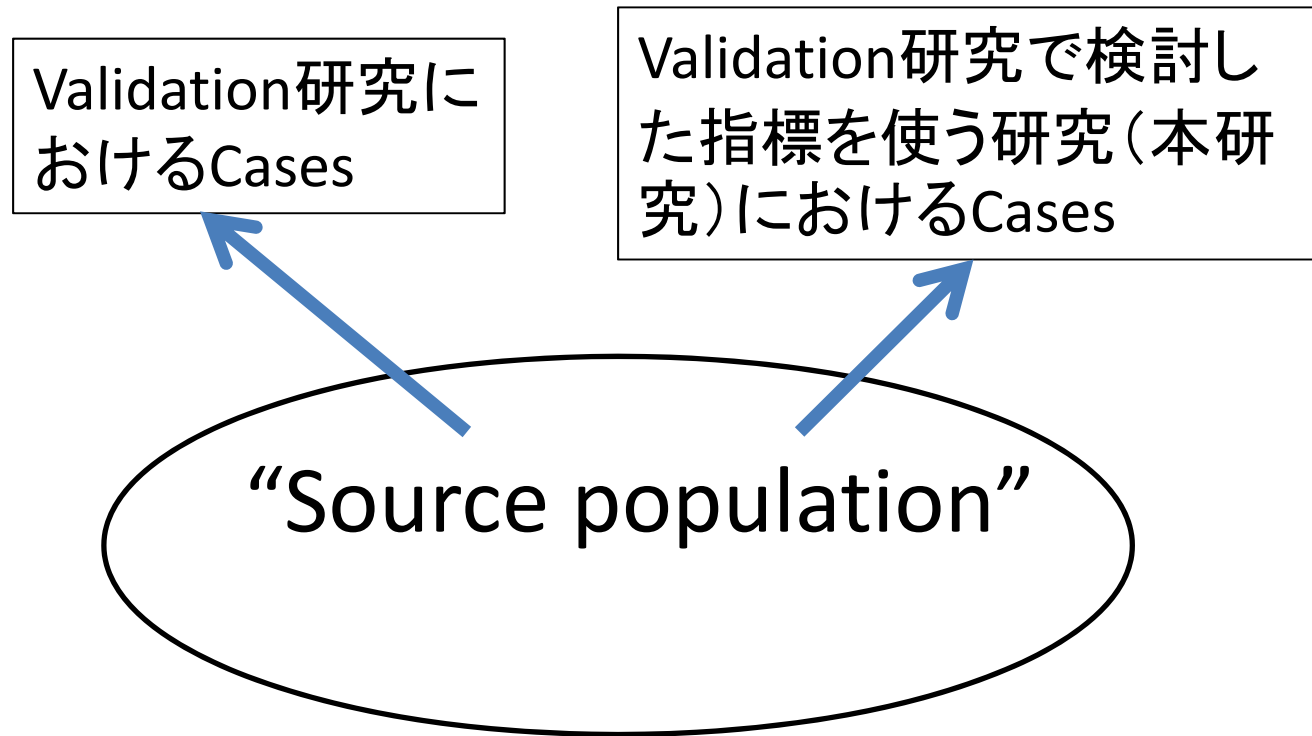 Validation研究に
おけるCases
Validation研究で検討し
た指標を使う研究（本研
究）におけるCases
“Source population”